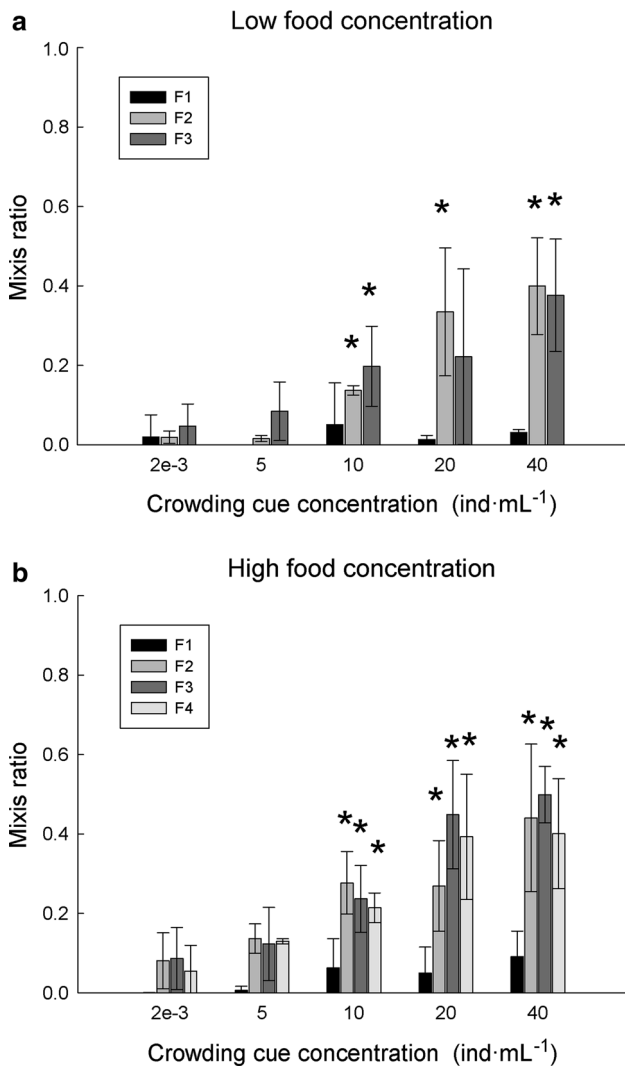 a
Low food concentration
1.0
0.8
0.6
0.4
0.2
0.0
Mixis ratio
F1
F2
F3
*
*
*
* *
2e-3 5 10 20 40
Crowding cue concentration (ind·mL⁻¹)
b
High food concentration
1.0
0.8
0.6
0.4
0.2
0.0
Mixis ratio
F1
F2
F3
F4
* * *
* * *
* * *
2e-3 5 10 20 40
Crowding cue concentration (ind·mL⁻¹)